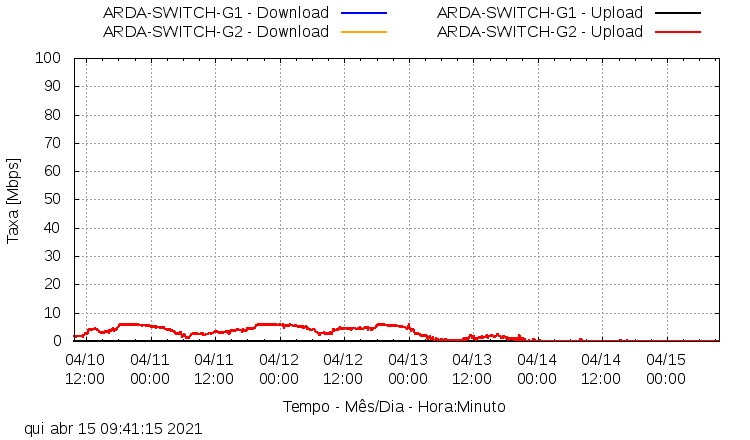 ARDA-SWITCH-G1 - Download ARDA-SWITCH-G1 - Upload
ARDA-SWITCH-G2 - Download ARDA-SWITCH-G2 - Upload
100
90
80
70
60
50
40
30
20
10
0
Taxa [Mbps]
04/10 04/11 04/11 04/12 04/12 04/13 04/13 04/14 04/14 04/15
12:00 00:00 12:00 00:00 12:00 00:00 12:00 00:00 12:00 00:00
Tempo - Mês/Dia - Hora:Minuto
qui abr 15 09:41:15 2021